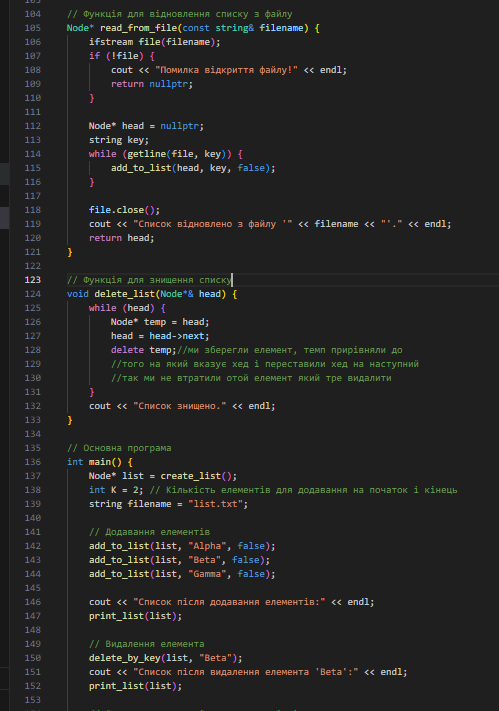 104 // Функція для відновлення списку з файлу
105 Node* read_from_file(const string& filename) {
106     ifstream file(filename);
107     if (!file) {
108         cout << "Помилка відкриття файлу!" << endl;
109         return nullptr;
110     }
111
112     Node* head = nullptr;
113     string key;
114     while (getline(file, key)) {
115         add_to_list(head, key, false);
116     }
117
118     file.close();
119     cout << "Список відновлено з файлу '" << filename << "'." << endl;
120     return head;
121 }
122
123 // Функція для знищення списку
124 void delete_list(Node*& head) {
125     while (head) {
126         Node* temp = head;
127         head = head->next;
128         delete temp;//ми зберегли елемент, темп прирівняли до
129         //того на який вказує хед і переставили хед на наступний
130         //так ми не втратили отой елемент який тре видалити
131     }
132     cout << "Список знищено." << endl;
133 }
134
135 // Основна програма
136 int main() {
137     Node* list = create_list();
138     int K = 2; // Кількість елементів для додавання на початок і кінець
139     string filename = "list.txt";
140
141     // Додавання елементів
142     add_to_list(list, "Alpha", false);
143     add_to_list(list, "Beta", false);
144     add_to_list(list, "Gamma", false);
145
146     cout << "Список після додавання елементів:" << endl;
147     print_list(list);
148
149     // Видалення елемента
150     delete_by_key(list, "Beta");
151     cout << "Список після видалення елемента 'Beta':" << endl;
152     print_list(list);
153